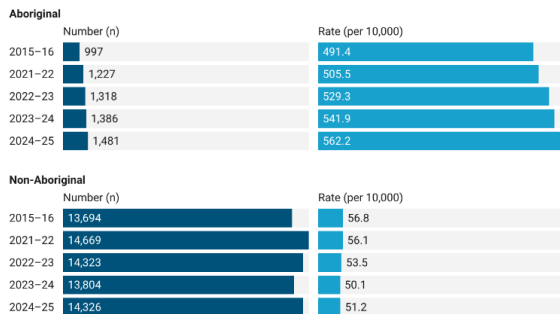 Aboriginal
Number (n) Rate (per 10,000)
2015–16 997 491.4
2021–22 1,227 505.5
2022–23 1,318 529.3
2023–24 1,386 541.9
2024–25 1,481 562.2
Non-Aboriginal
Number (n) Rate (per 10,000)
2015–16 13,694 56.8
2021–22 14,669 56.1
2022–23 14,323 53.5
2023–24 13,804 50.1
2024–25 14,326 51.2